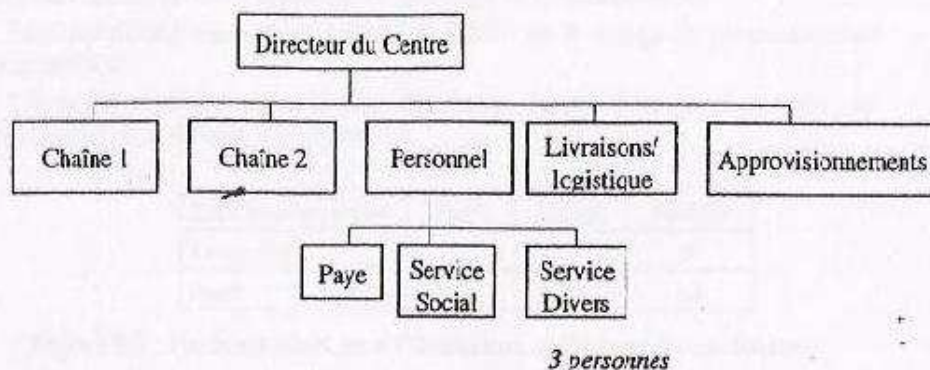 Directeur du Centre
Chaîne 1
Chaîne 2
Personnel
Livraisons/
logistique
Approvisionnements
Paye
Service
Social
Service
Divers
3 personnes